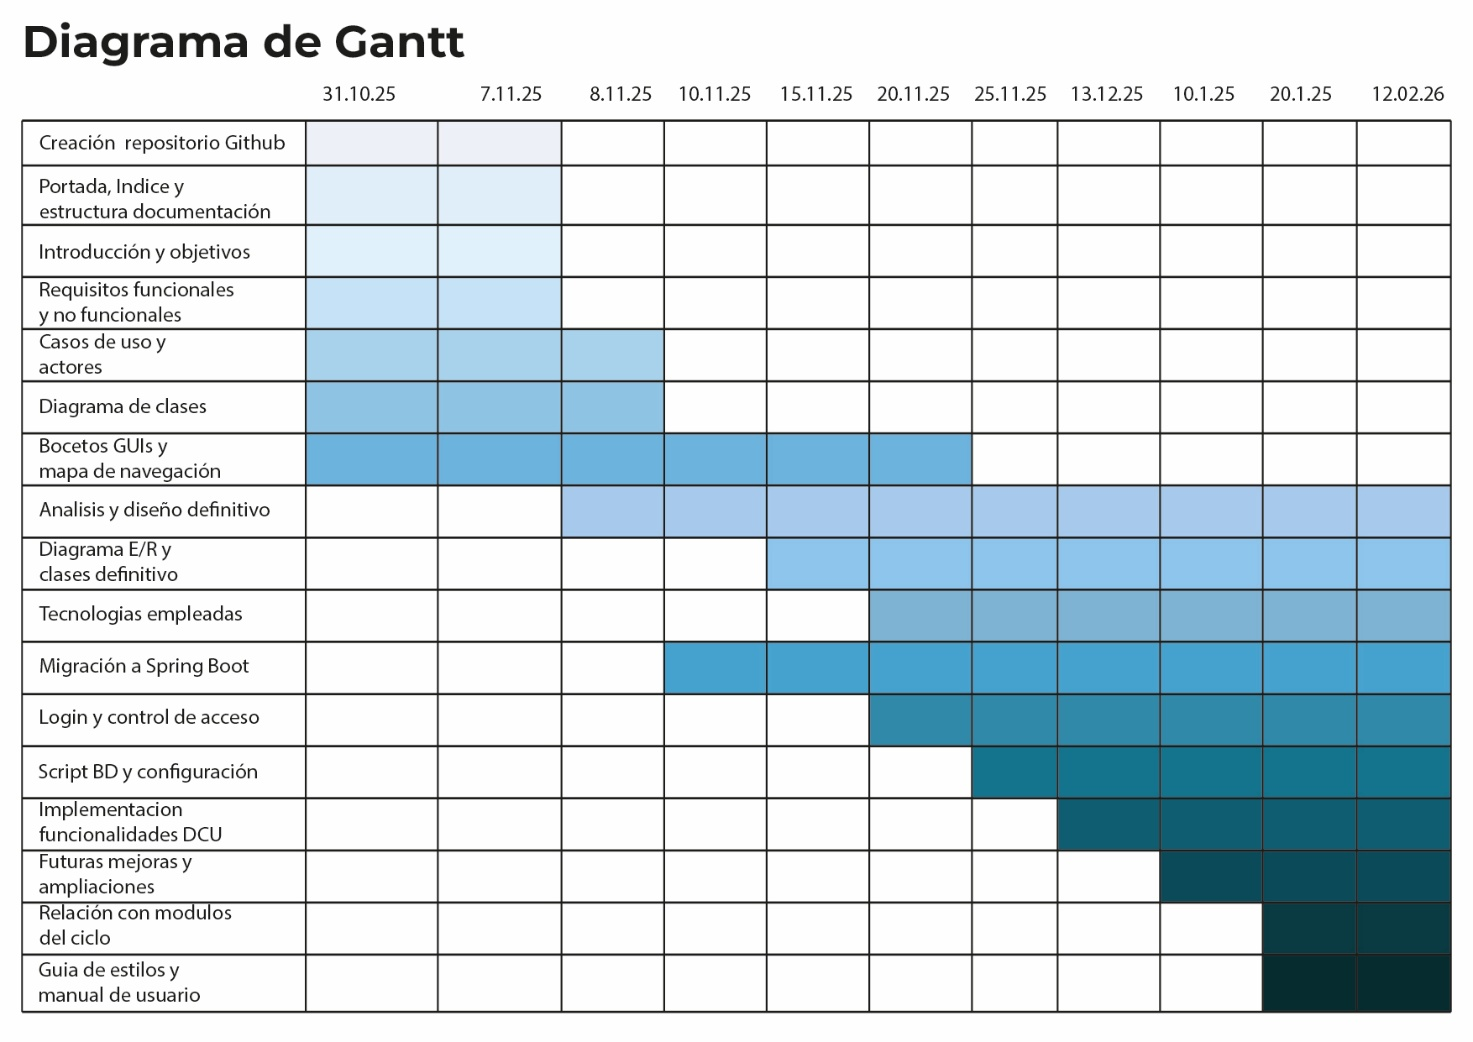 Diagrama de Gantt
31.10.25 7.11.25 8.11.25 10.11.25 15.11.25 20.11.25 25.11.25 13.12.25 10.1.25 20.1.25 12.02.26
Creación repositorio Github
Portada, Indice y
estructura documentación
Introducción y objetivos
Requisitos funcionales
y no funcionales
Casos de uso y
actores
Diagrama de clases
Bocetos GUIs y
mapa de navegación
Analisis y diseño definitivo
Diagrama E/R y
clases definitivo
Tecnologias empleadas
Migración a Spring Boot
Login y control de acceso
Script BD y configuración
Implementacion
funcionalidades DCU
Futuras mejoras y
ampliaciones
Relación con modulos
del ciclo
Guia de estilos y
manual de usuario